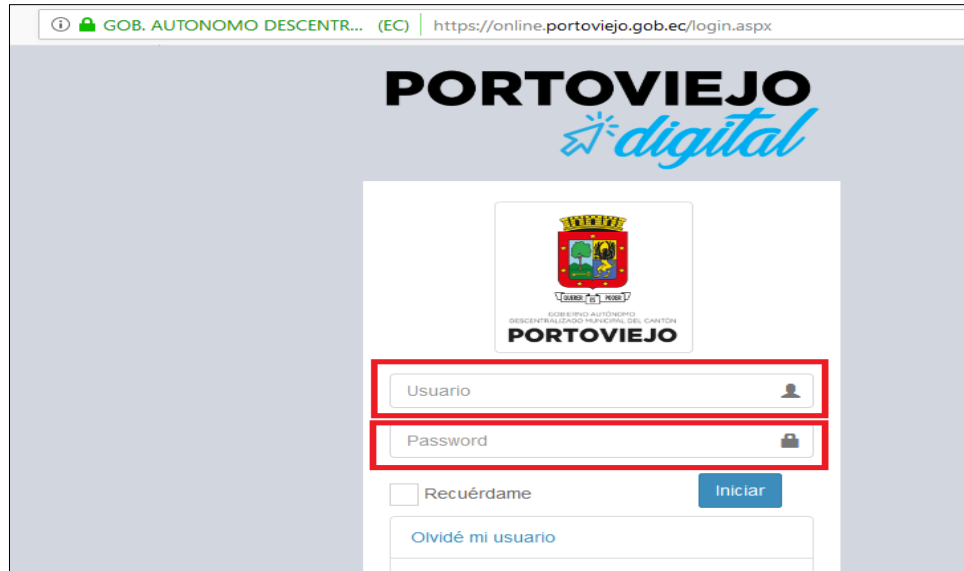 GOB. AUTONOMO DESCENTR... (EC) https://online.portoviejo.gob.ec/login.aspx
PORTOVIEJO
digital
QUERER ES PODER
GOBIERNO AUTÓNOMO
DESCENTRALIZADO MUNICIPAL DEL CANTÓN
PORTOVIEJO
Usuario
Password
Recuérdame
Iniciar
Olvidé mi usuario